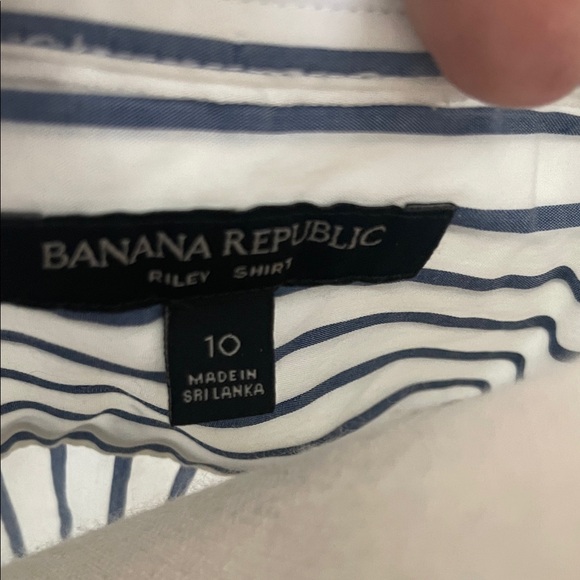 BANANA REPUBLIC
RILEY SHIRT
10
MADE IN
SRI LANKA